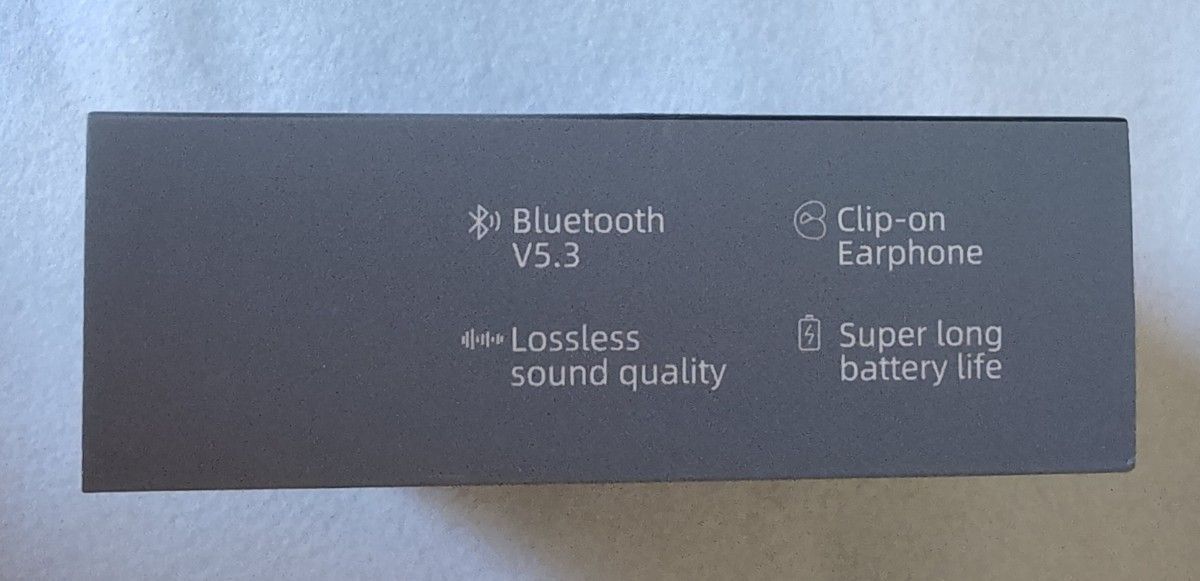 Bluetooth
V5.3
Clip-on
Earphone
Lossless
sound quality
Super long
battery life